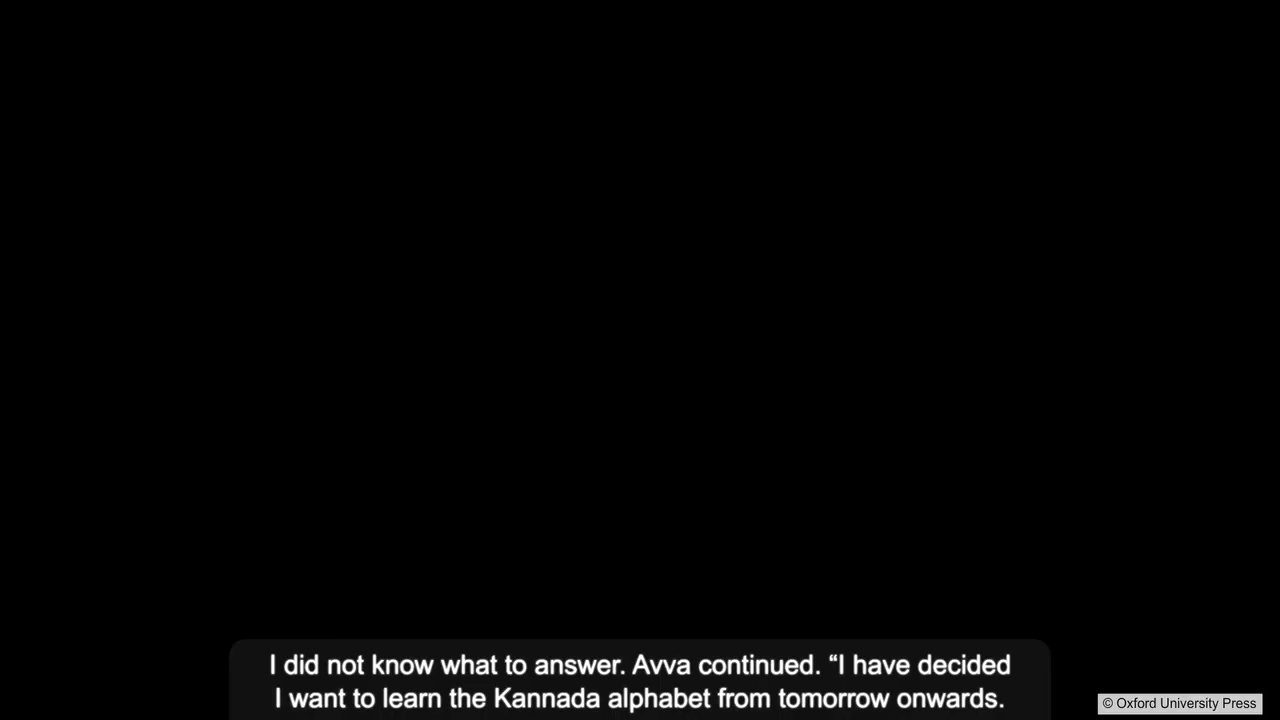 I did not know what to answer. Avva continued. “I have decided
I want to learn the Kannada alphabet from tomorrow onwards.
© Oxford University Press